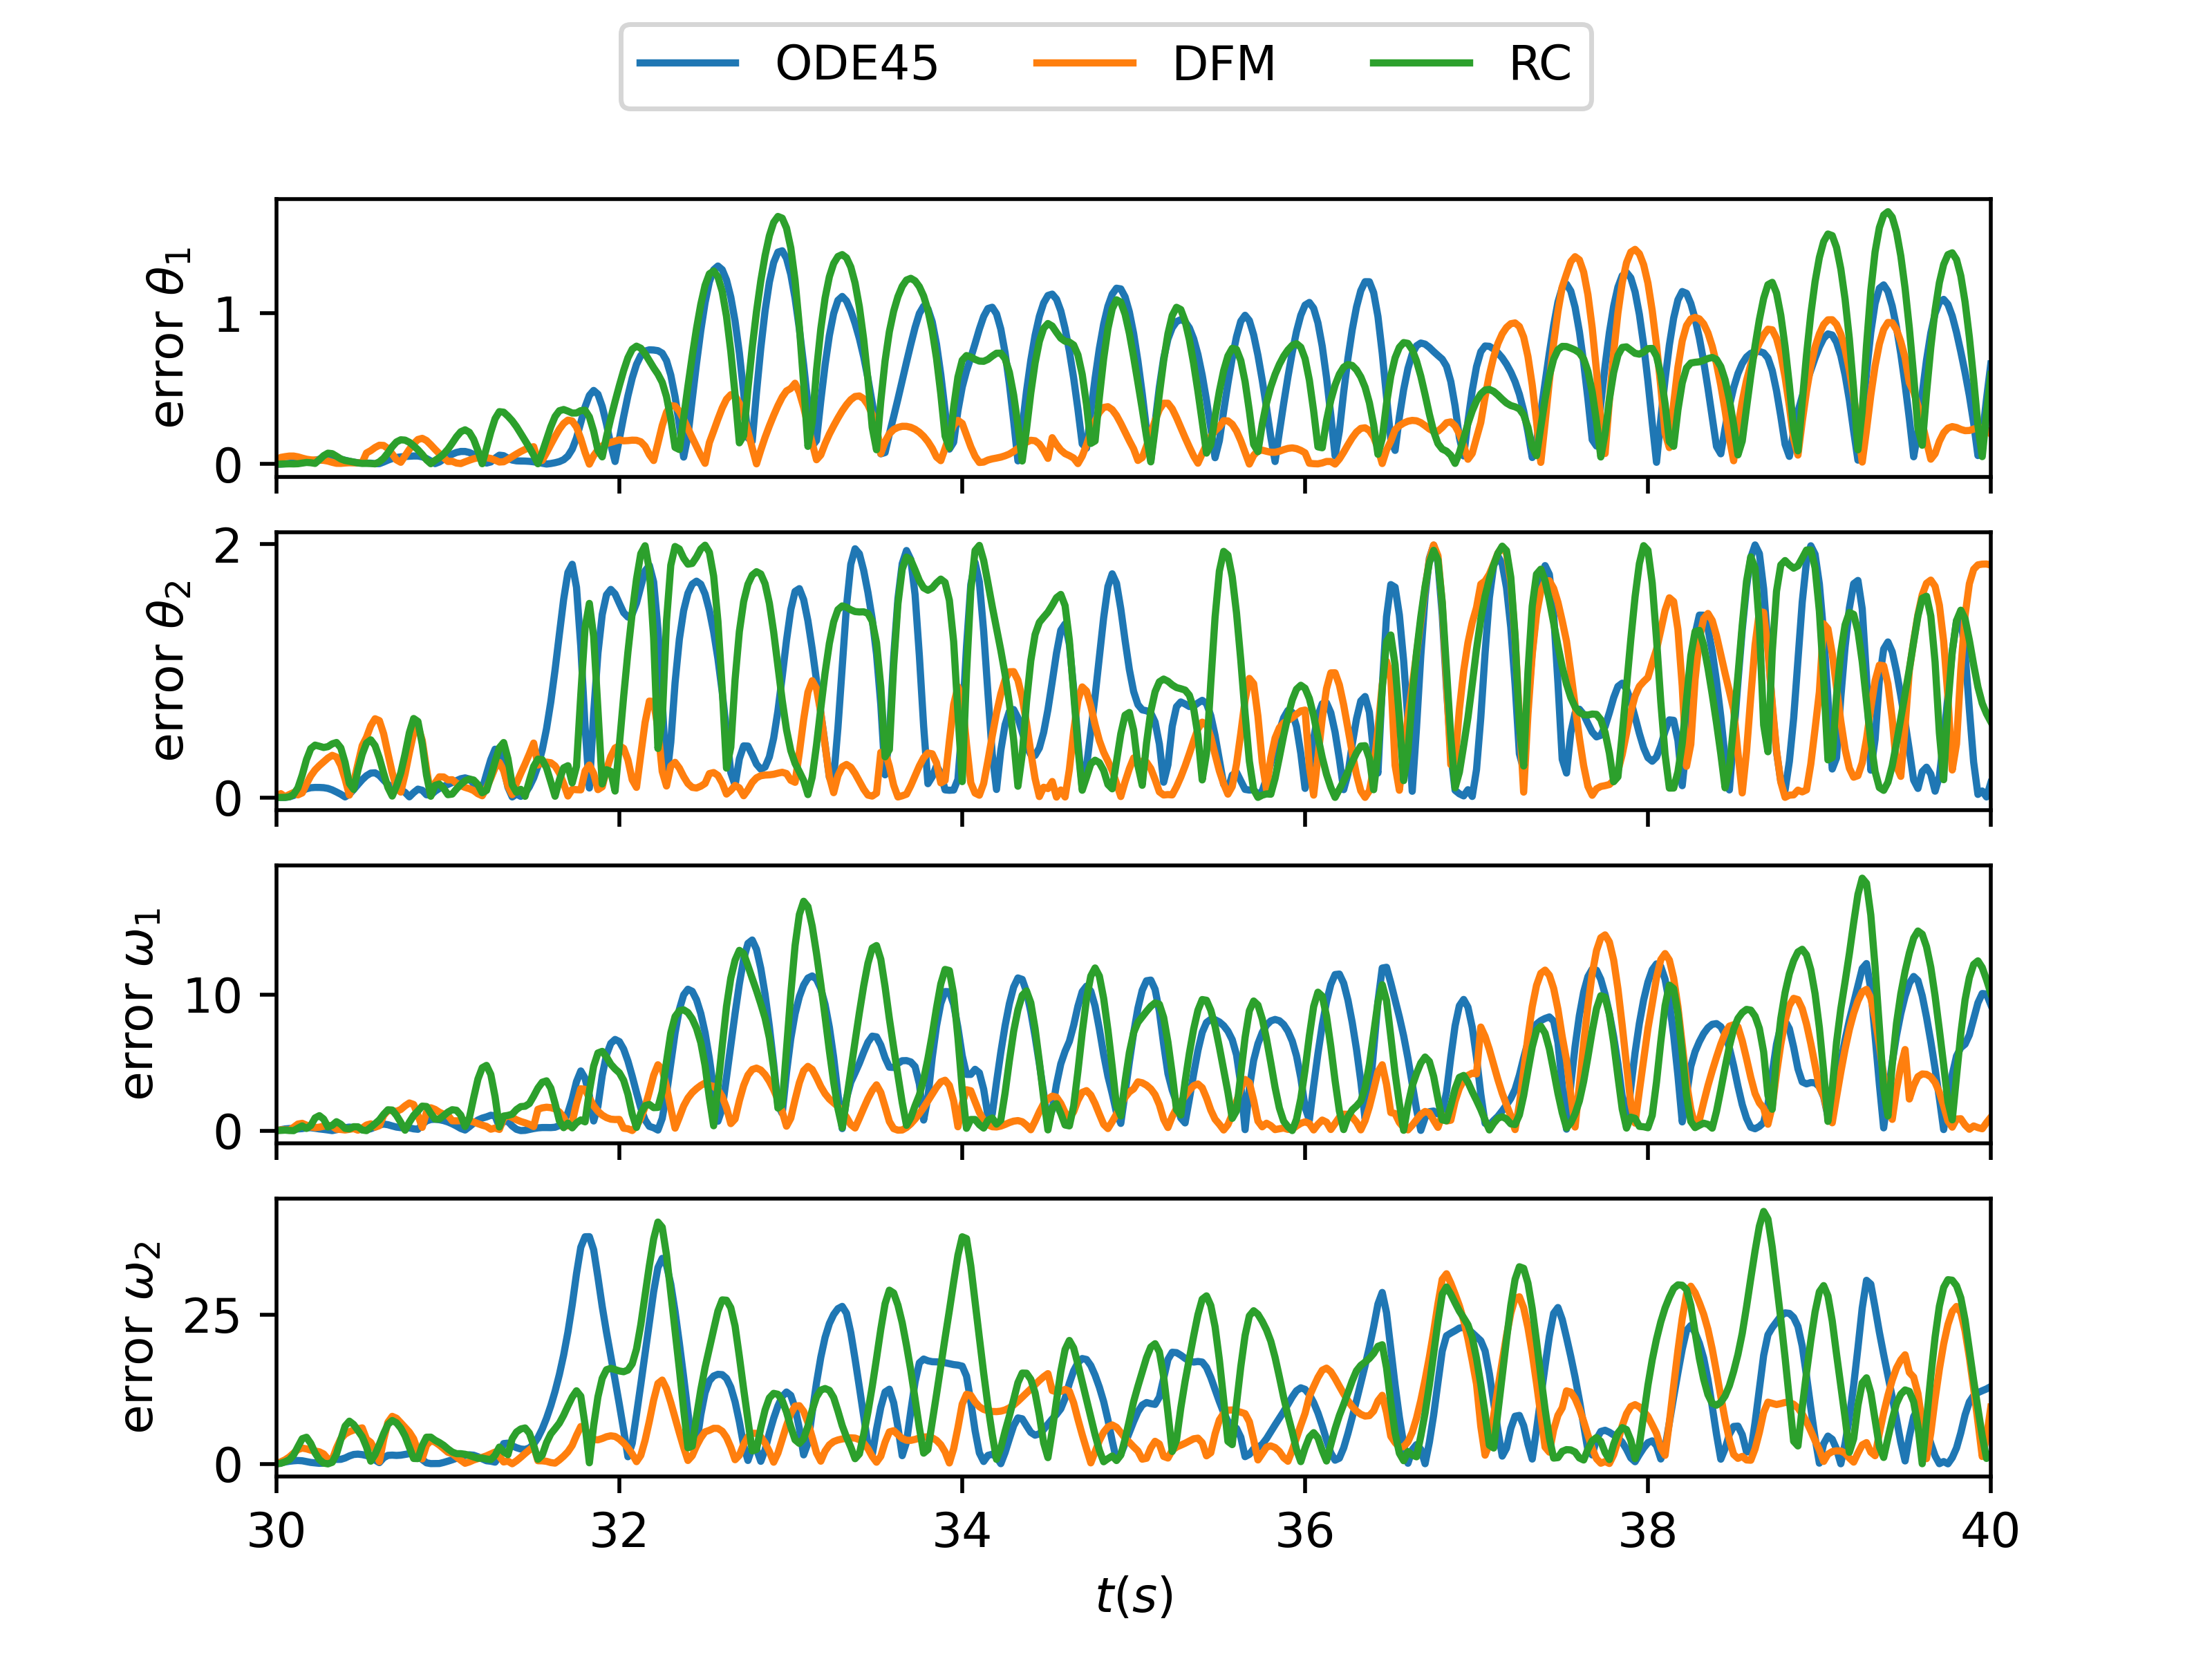 ODE45 DFM RC
error θ₁
1
0
error θ₂
2
0
error ω₁
10
0
error ω₂
25
0
30 32 34 36 38 40
t(s)